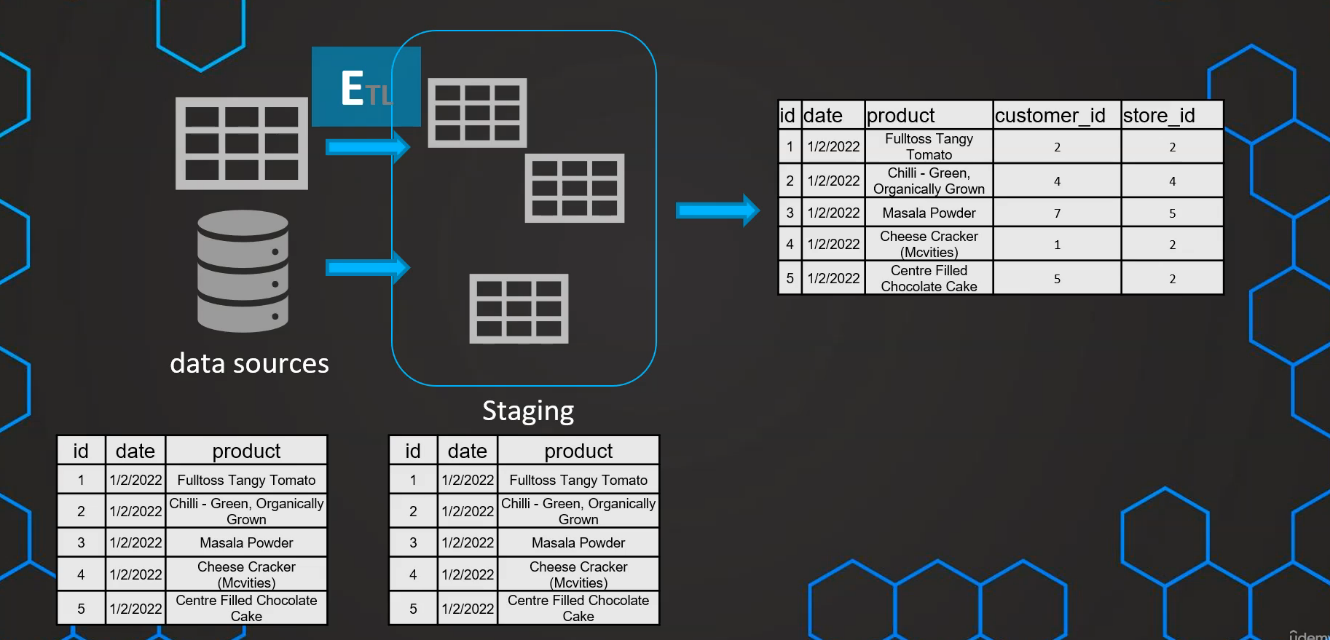 ETL
data sources
Staging
id date product customer_id store_id
1 1/2/2022 Fulltoss Tangy
Tomato 2 2
2 1/2/2022 Chilli - Green,
Organically Grown 4 4
3 1/2/2022 Masala Powder 7 5
4 1/2/2022 Cheese Cracker
(Mcvities) 1 2
5 1/2/2022 Centre Filled
Chocolate Cake 5 2
id date product
1 1/2/2022 Fulltoss Tangy Tomato
2 1/2/2022 Chilli - Green, Organically
Grown
3 1/2/2022 Masala Powder
4 1/2/2022 Cheese Cracker
(Mcvities)
5 1/2/2022 Centre Filled Chocolate
Cake
id date product
1 1/2/2022 Fulltoss Tangy Tomato
2 1/2/2022 Chilli - Green, Organically
Grown
3 1/2/2022 Masala Powder
4 1/2/2022 Cheese Cracker
(Mcvities)
5 1/2/2022 Centre Filled Chocolate
Cake